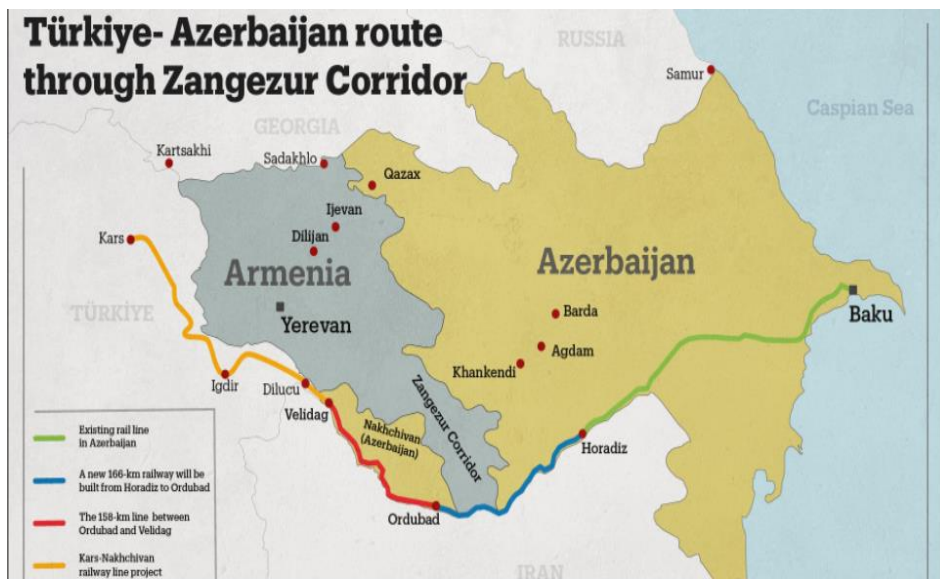 Türkiye- Azerbaijan route
through Zangezur Corridor
RUSSIA
Samur
Caspian Sea
GEORGIA
Kartsakhi
Sadakhlo
Qazax
Ijevan
Kars
Dilijan
Armenia
Azerbaijan
TÜRKİYE
Yerevan
Barda
Baku
Agdam
Khankendi
Igdir
Dilucu
Velidag
Zangezur Corridor
Nakhchivan
(Azerbaijan)
Horadiz
Ordubad
IRAN
Existing rail line
in Azerbaijan
A new 166-km railway will be
built from Horadiz to Ordubad
The 158-km line between
Ordubad and Velidag
Kars-Nakhchivan
railway line project